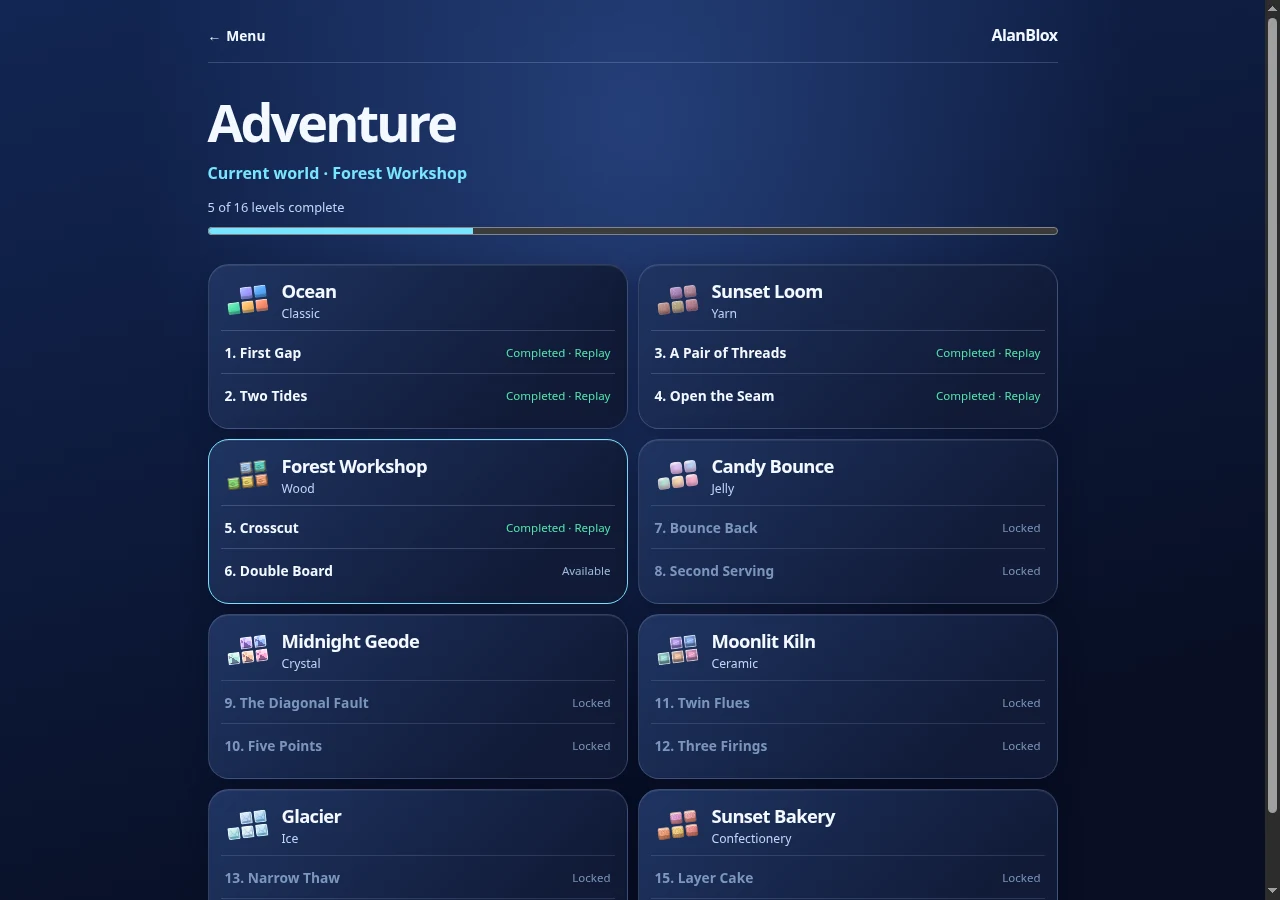 ← Menu
AlanBlox
Adventure
Current world · Forest Workshop
5 of 16 levels complete
Ocean
Classic
1. First Gap
Completed · Replay
2. Two Tides
Completed · Replay
Sunset Loom
Yarn
3. A Pair of Threads
Completed · Replay
4. Open the Seam
Completed · Replay
Forest Workshop
Wood
5. Crosscut
Completed · Replay
6. Double Board
Available
Candy Bounce
Jelly
7. Bounce Back
Locked
8. Second Serving
Locked
Midnight Geode
Crystal
9. The Diagonal Fault
Locked
10. Five Points
Locked
Moonlit Kiln
Ceramic
11. Twin Flues
Locked
12. Three Firings
Locked
Glacier
Ice
13. Narrow Thaw
Locked
Sunset Bakery
Confectionery
15. Layer Cake
Locked